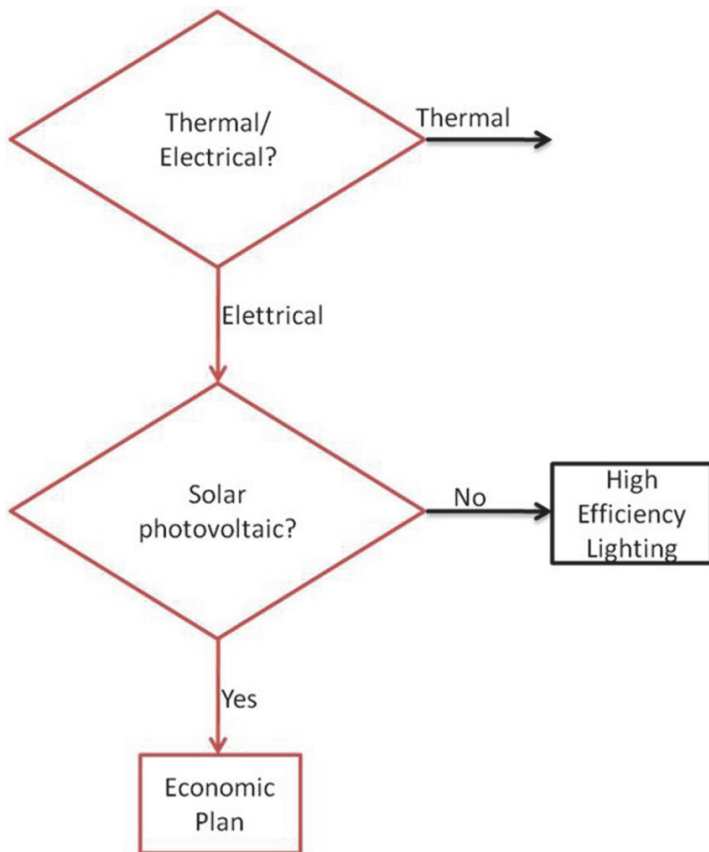 Thermal/
Electrical?
Thermal
Elettrical
Solar
photovoltaic?
No
High
Efficiency
Lighting
Yes
Economic
Plan